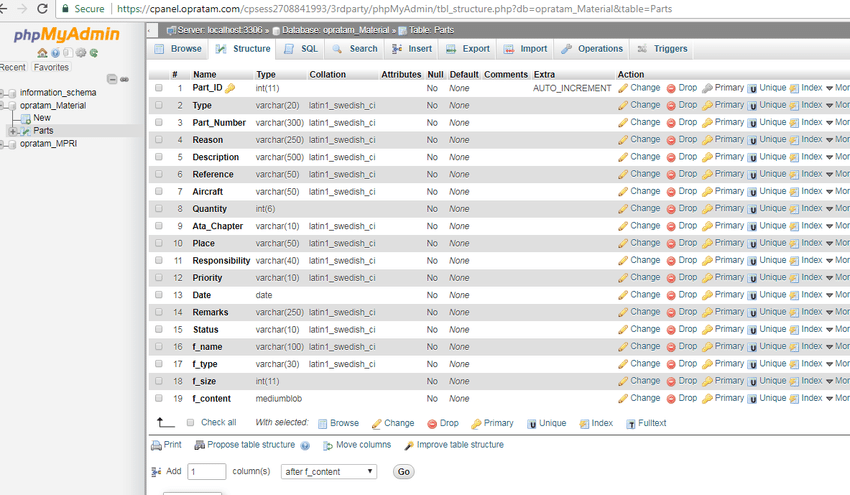 Secure https://cpanel.opratam.com/cpsess2708841993/3rdparty/phpMyAdmin/tbl_structure.php?db=opratam_Material&table=Parts
phpMyAdmin
Server: localhost:3306 » Database: opratam_Material » Table: Parts
Browse Structure SQL Search Insert Export Import Operations Triggers
Recent Favorites
information_schema
opratam_Material
New
Parts
opratam_MPRI
# Name Type Collation Attributes Null Default Comments Extra Action
1 Part_ID int(11) No None AUTO_INCREMENT Change Drop Primary Unique Index Mor
2 Type varchar(20) latin1_swedish_ci No None Change Drop Primary Unique Index Mor
3 Part_Number varchar(300) latin1_swedish_ci No None Change Drop Primary Unique Index Mor
4 Reason varchar(250) latin1_swedish_ci No None Change Drop Primary Unique Index Mor
5 Description varchar(500) latin1_swedish_ci No None Change Drop Primary Unique Index Mor
6 Reference varchar(50) latin1_swedish_ci No None Change Drop Primary Unique Index Mor
7 Aircraft varchar(50) latin1_swedish_ci No None Change Drop Primary Unique Index Mor
8 Quantity int(6) No None Change Drop Primary Unique Index Mor
9 Ata_Chapter varchar(10) latin1_swedish_ci No None Change Drop Primary Unique Index Mor
10 Place varchar(50) latin1_swedish_ci No None Change Drop Primary Unique Index Mor
11 Responsibility varchar(40) latin1_swedish_ci No None Change Drop Primary Unique Index Mor
12 Priority varchar(10) latin1_swedish_ci No None Change Drop Primary Unique Index Mor
13 Date date No None Change Drop Primary Unique Index Mor
14 Remarks varchar(250) latin1_swedish_ci No None Change Drop Primary Unique Index Mor
15 Status varchar(10) latin1_swedish_ci No None Change Drop Primary Unique Index Mor
16 f_name varchar(100) latin1_swedish_ci No None Change Drop Primary Unique Index Mor
17 f_type varchar(30) latin1_swedish_ci No None Change Drop Primary Unique Index Mor
18 f_size int(11) No None Change Drop Primary Unique Index Mor
19 f_content mediumblob No None Change Drop Primary Unique Index Mor
Check all With selected: Browse Change Drop Primary Unique Index Fulltext
Print Propose table structure Move columns Improve table structure
Add 1 column(s) after f_content Go